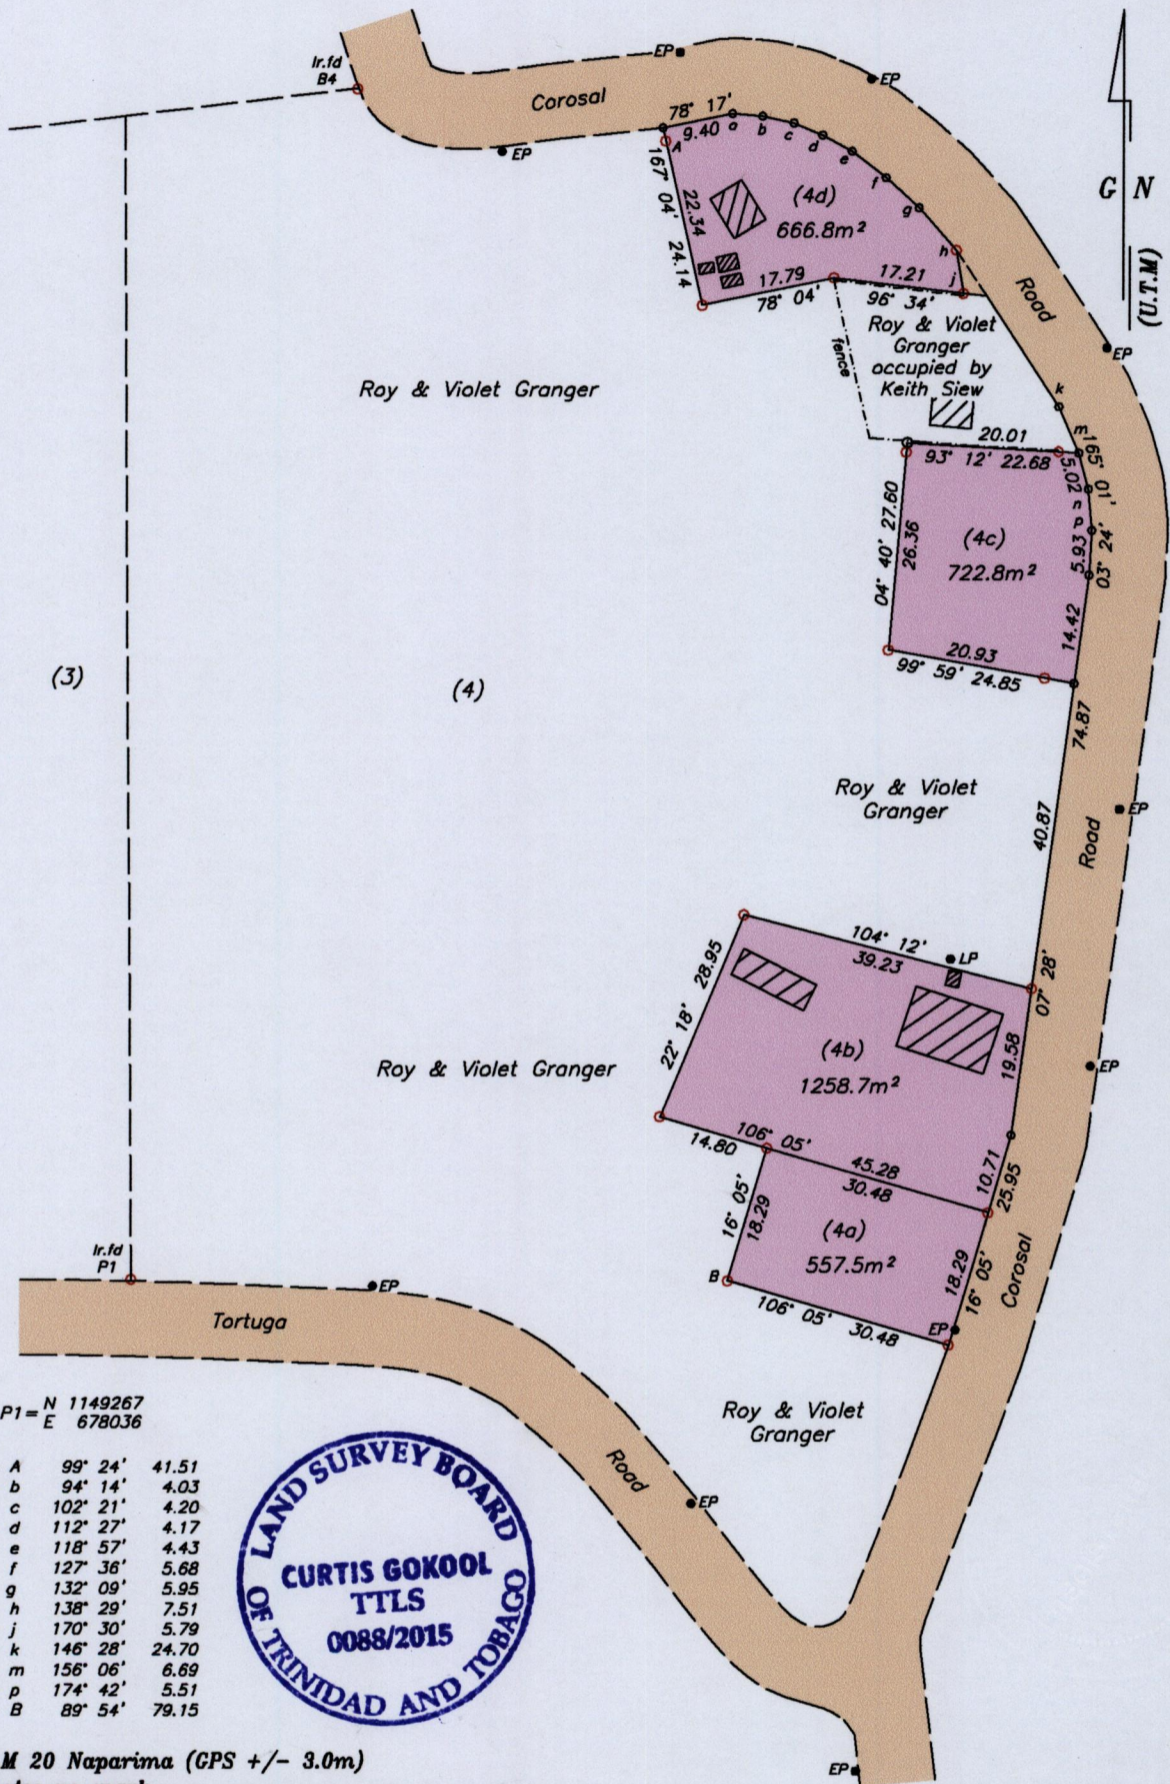 Ir.fd
B4
EP
EP
Corosal
EP
78° 17'
9.40
a
b
c
d
e
f
g
h
j
A
167° 04'
22.34
24.14
(4d)
666.8m²
17.79
78° 04'
17.21
96° 34'
G N
(U.T.M)
Road
EP
Roy & Violet
Granger
occupied by
Keith Siew
fence
Roy & Violet Granger
k
m
20.01
93° 12' 22.68
165° 01'
5.02
n
p
5.93
03° 24'
04° 40' 27.60
26.36
(4c)
722.8m²
14.42
20.93
99° 59' 24.85
(3)
(4)
74.87
Roy & Violet
Granger
40.87
Road
EP
104° 12'
39.23
LP
07° 28'
22° 18' 28.95
(4b)
1258.7m²
19.58
EP
Roy & Violet Granger
106° 05'
14.80
45.28
30.48
10.71
25.95
16° 05'
18.29
(4a)
557.5m²
18.29
16° 05'
Corosal
B
106° 05' 30.48
EP
Ir.fd
P1
EP
Tortuga
Roy & Violet
Granger
Road
EP
EP
P1= N 1149267
E 678036
A 99° 24' 41.51
b 94° 14' 4.03
c 102° 21' 4.20
d 112° 27' 4.17
e 118° 57' 4.43
f 127° 36' 5.68
g 132° 09' 5.95
h 138° 29' 7.51
j 170° 30' 5.79
k 146° 28' 24.70
m 156° 06' 6.69
p 174° 42' 5.51
B 89° 54' 79.15
LAND SURVEY BOARD
OF TRINIDAD AND TOBAGO
CURTIS GOKOOL
TTLS
0088/2015
M 20 Naparima (GPS +/- 3.0m)